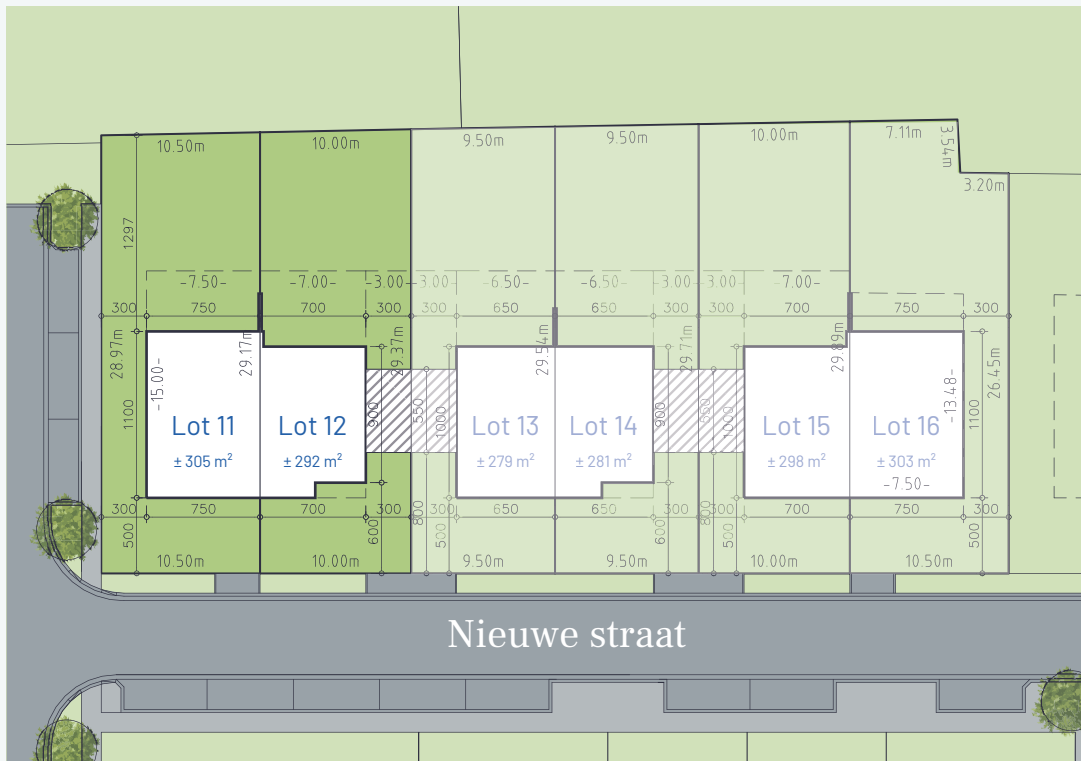 10.50m
10.00m
9.50m
9.50m
10.00m
7.11m
3.54m
3.20m
1297
-7.50-
-7.00-
-3.00-
-3.00-
-6.50-
-6.50-
-3.00-
-3.00-
-7.00-
300
750
700
300
300
650
650
300
300
700
750
300
28.97m
29.17m
29.37m
29.54m
29.71m
29.89m
26.45m
-15.00-
-13.48-
1100
900
550
1000
900
550
1000
1100
Lot 11
Lot 12
Lot 13
Lot 14
Lot 15
Lot 16
± 305 m²
± 292 m²
± 279 m²
± 281 m²
± 298 m²
± 303 m²
-7.50-
300
750
700
300
300
650
650
300
300
700
750
300
500
600
800
500
600
800
500
500
10.50m
10.00m
9.50m
9.50m
10.00m
10.50m
Nieuwe straat